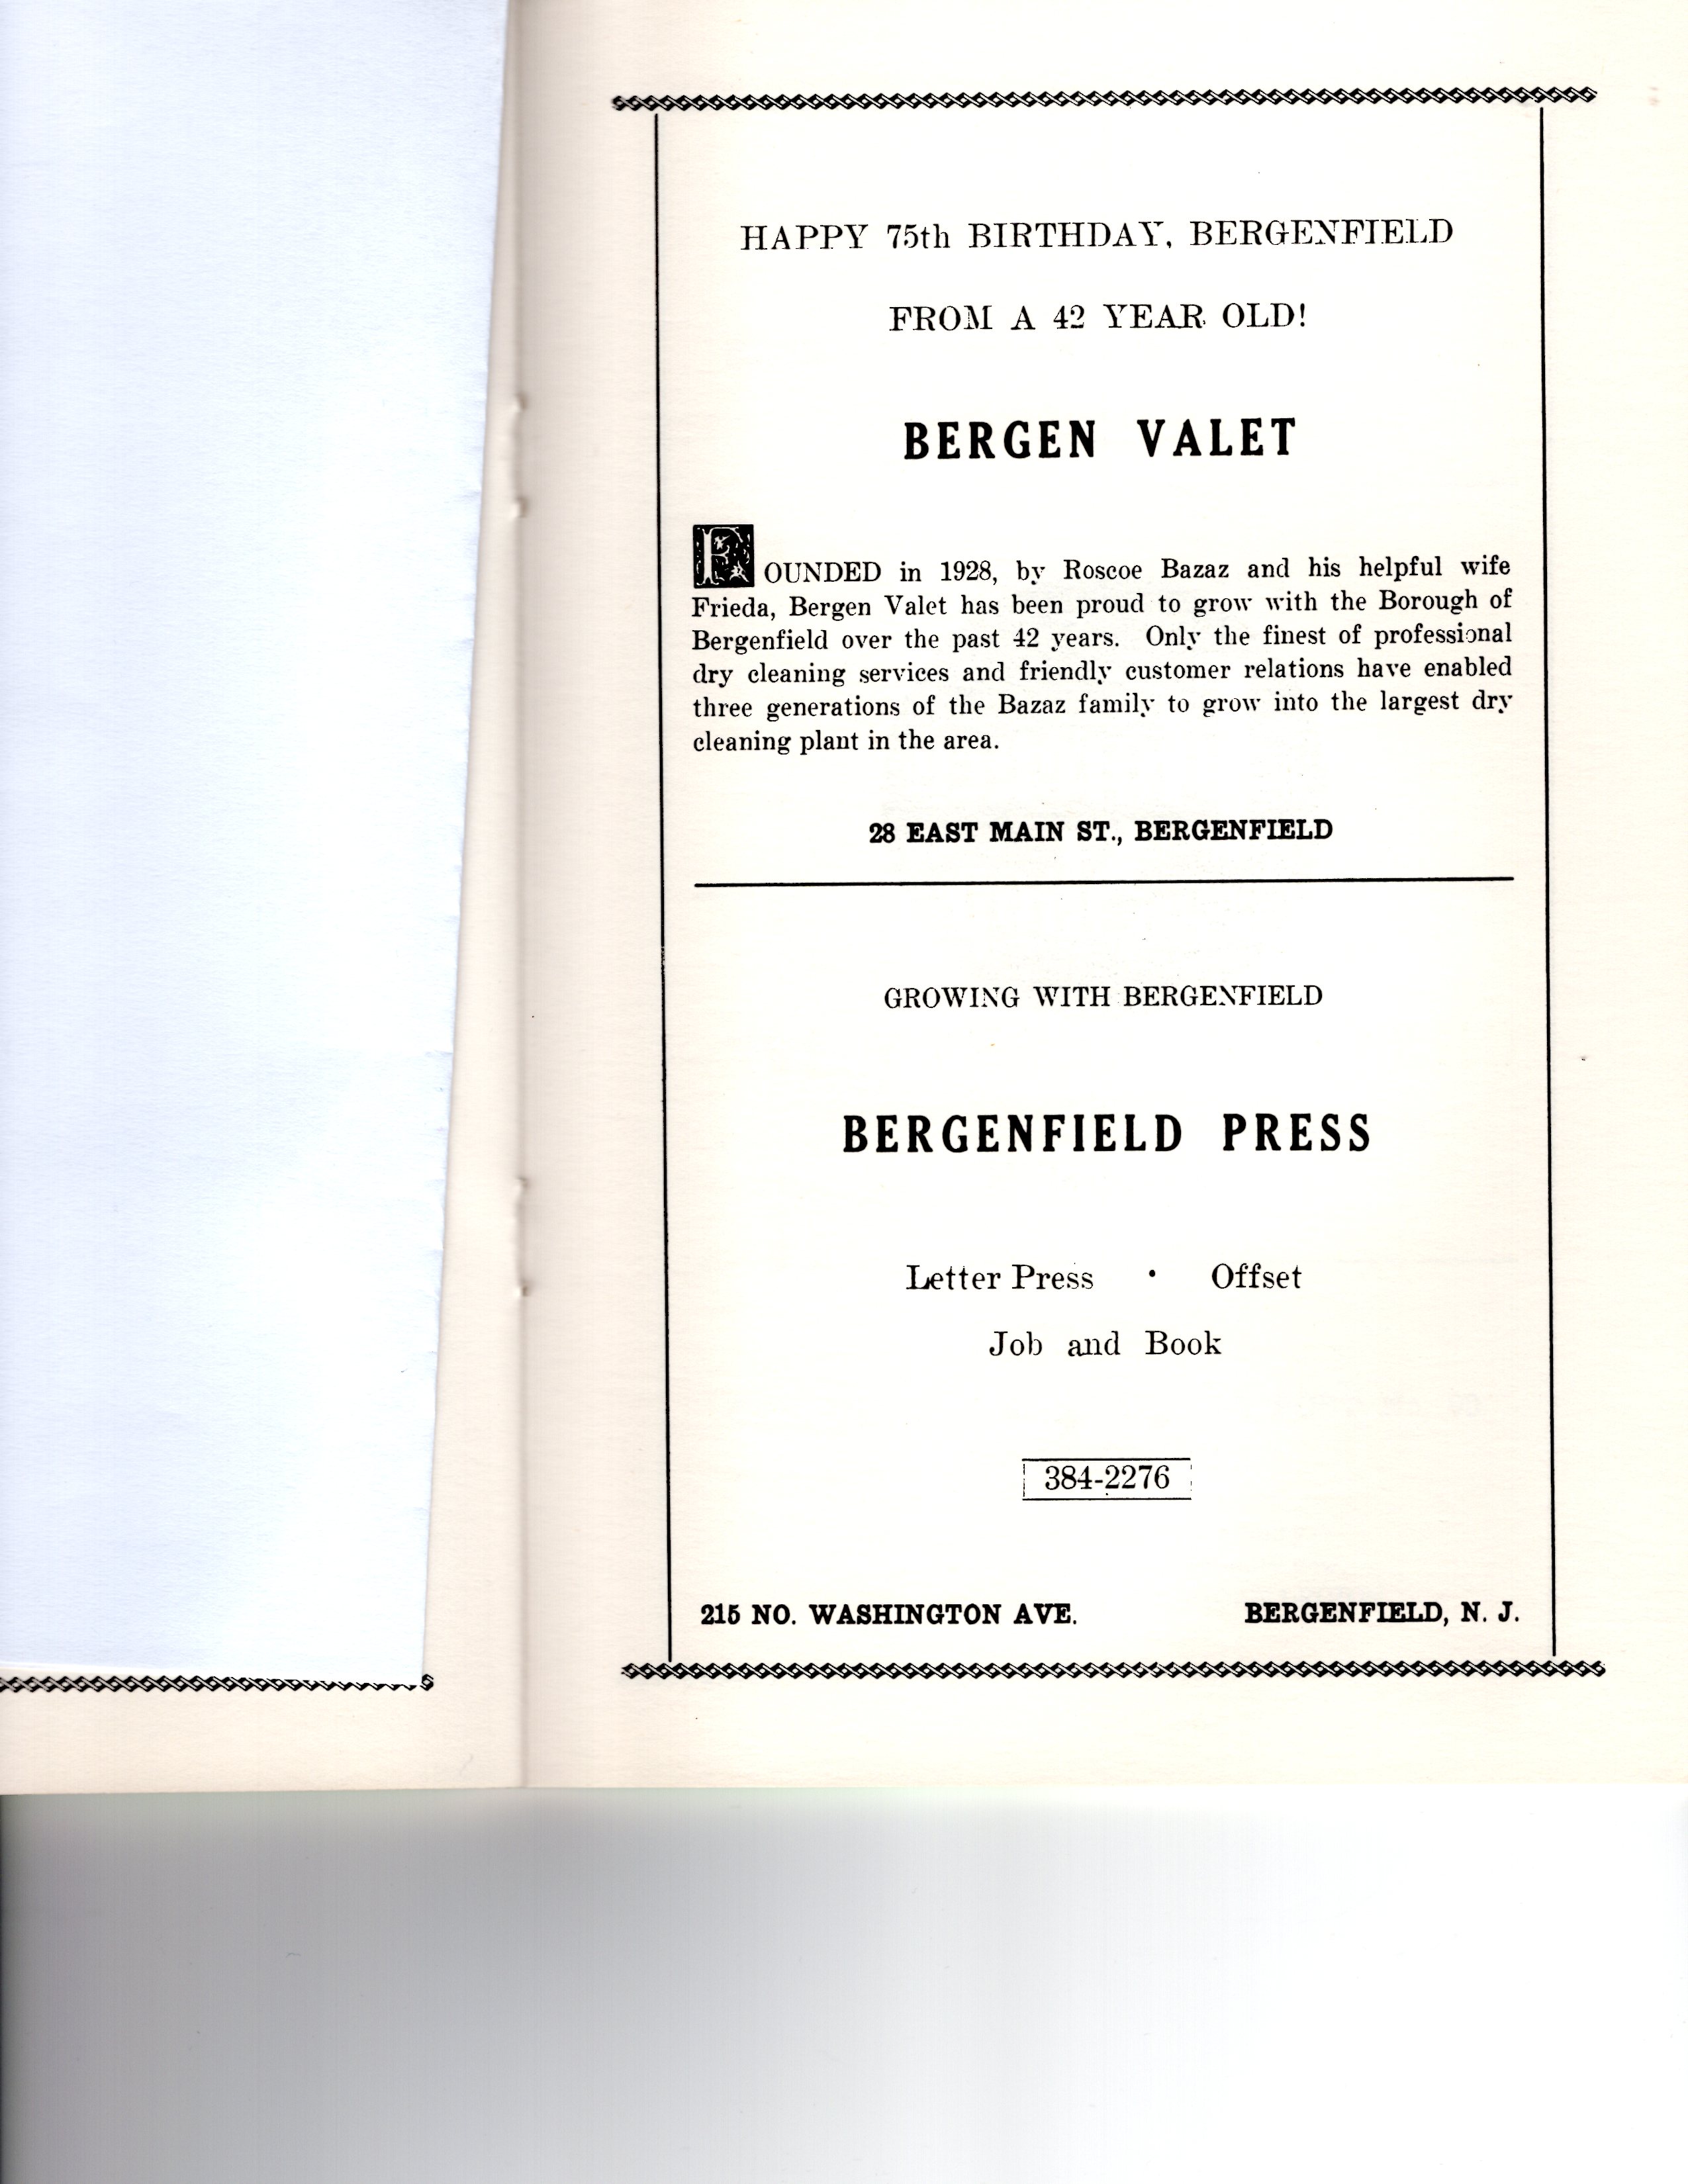 HAPPY 75th BIRTHDAY, BERGENFIELD
FROM A 42 YEAR OLD!
BERGEN VALET
FOUNDED in 1928, by Roscoe Bazaz and his helpful wife
Frieda, Bergen Valet has been proud to grow with the Borough of
Bergenfield over the past 42 years. Only the finest of professional
dry cleaning services and friendly customer relations have enabled
three generations of the Bazaz family to grow into the largest dry
cleaning plant in the area.
28 EAST MAIN ST., BERGENFIELD
GROWING WITH BERGENFIELD
BERGENFIELD PRESS
Letter Press • Offset
Job and Book
384-2276
215 NO. WASHINGTON AVE. BERGENFIELD, N. J.